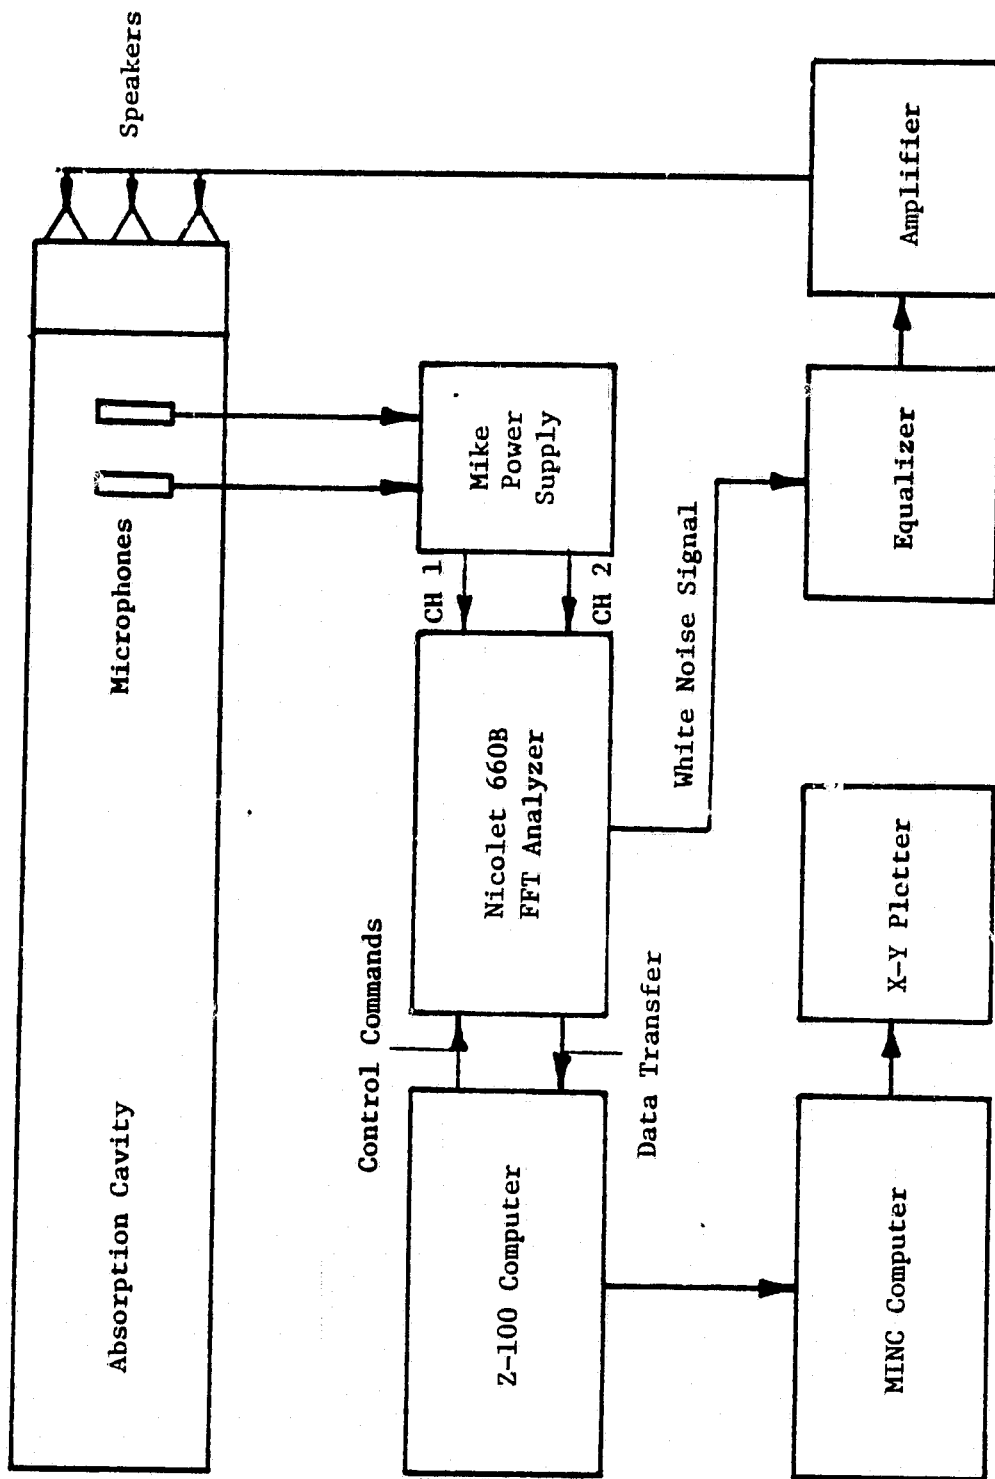 Speakers
Microphones
Absorption Cavity
Mike
Power
Supply
CH 1
CH 2
Nicolet 660B
FFT Analyzer
Control Commands
Data Transfer
Z-100 Computer
White Noise Signal
Amplifier
Equalizer
X-Y Plctter
MINC Computer